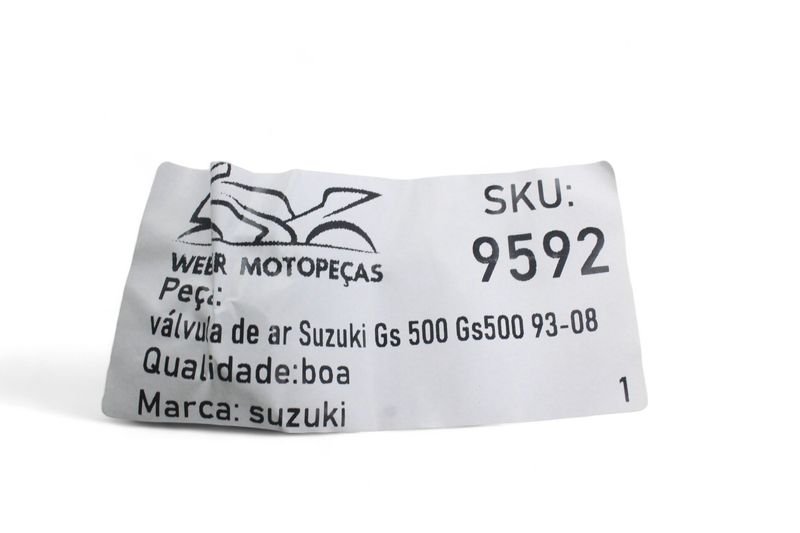 SKU:
9592
WEBER MOTOPEÇAS
Peça:
válvula de ar Suzuki Gs 500 Gs500 93-08
Qualidade:boa
Marca: suzuki
1